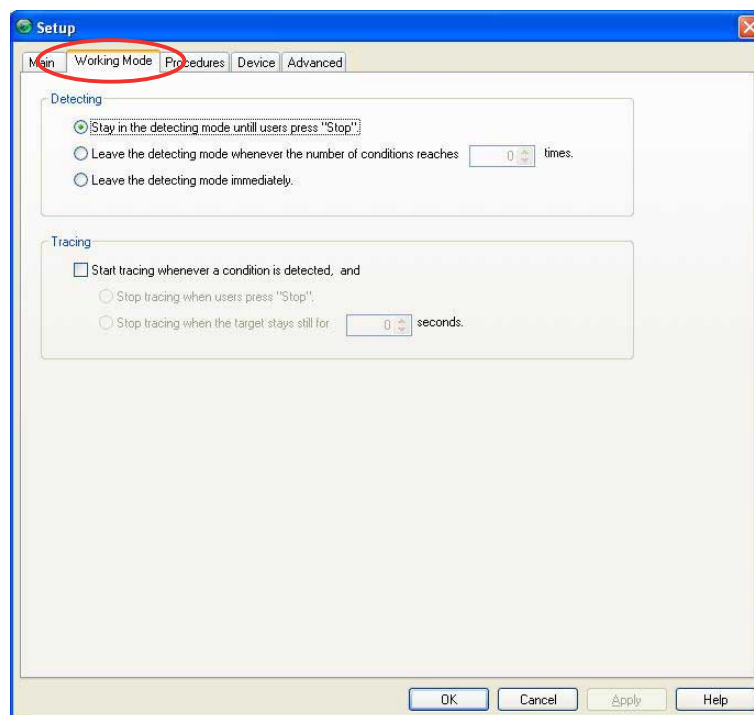 Setup
Main Working Mode Procedures Device Advanced
Detecting
Stay in the detecting mode untill users press "Stop".
Leave the detecting mode whenever the number of conditions reaches 0 times.
Leave the detecting mode immediately.
Tracing
Start tracing whenever a condition is detected, and
Stop tracing when users press "Stop".
Stop tracing when the target stays still for 0 seconds.
OK Cancel Apply Help